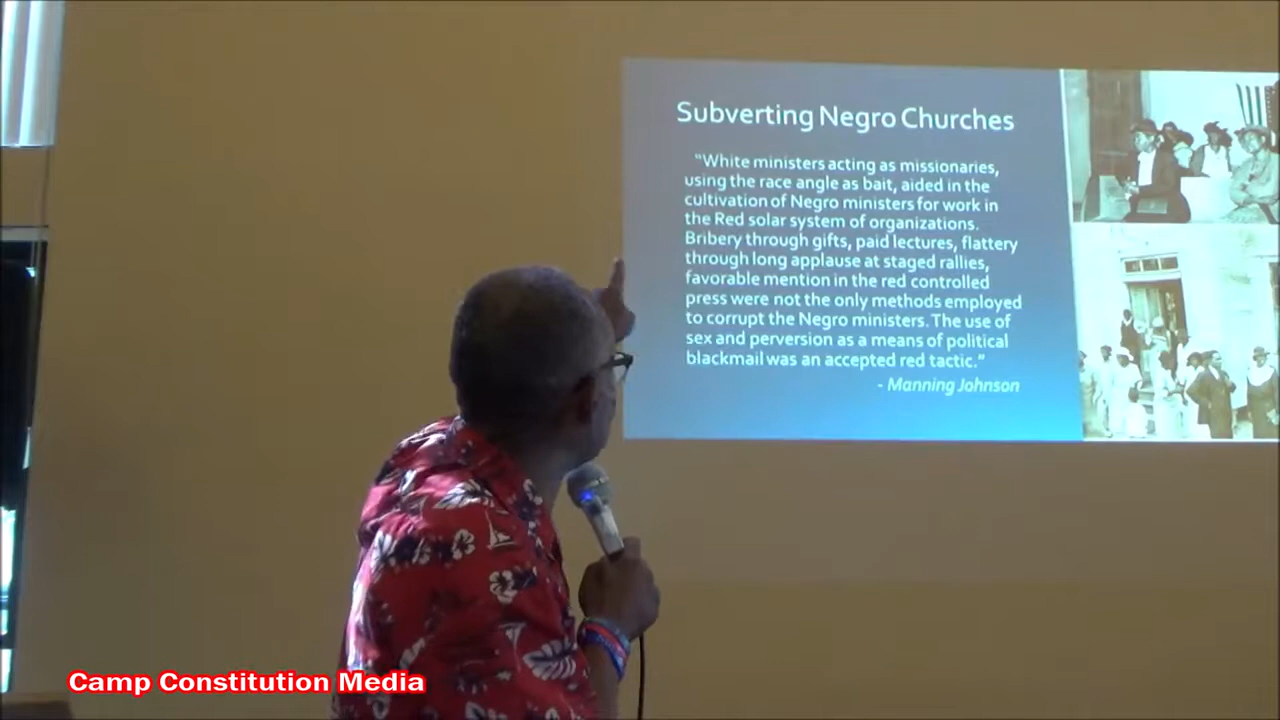 Subverting Negro Churches
“White ministers acting as missionaries,
using the race angle as bait, aided in the
cultivation of Negro ministers for work in
the Red solar system of organizations.
Bribery through gifts, paid lectures, flattery
through long applause at staged rallies,
favorable mention in the red controlled
press were not the only methods employed
to corrupt the Negro ministers. The use of
sex and perversion as a means of political
blackmail was an accepted red tactic.”
- Manning Johnson
Camp Constitution Media